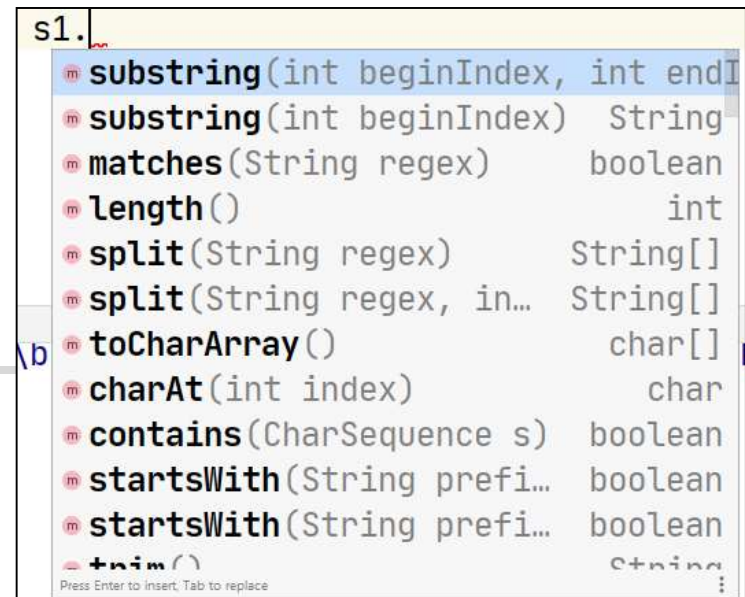 s1.
m substring(int beginIndex, int endI
m substring(int beginIndex) String
m matches(String regex) boolean
m length() int
m split(String regex) String[]
m split(String regex, in… String[]
\b m toCharArray() char[]
m charAt(int index) char
m contains(CharSequence s) boolean
m startsWith(String prefi… boolean
m startsWith(String prefi… boolean
m trim() String
Press Enter to insert, Tab to replace